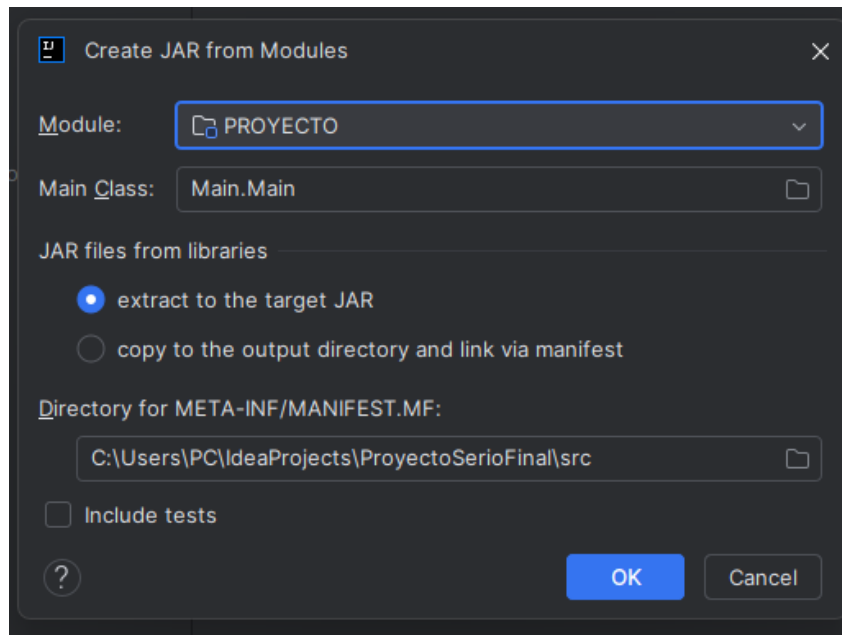 Create JAR from Modules
Module: PROYECTO
Main Class: Main.Main
JAR files from libraries
extract to the target JAR
copy to the output directory and link via manifest
Directory for META-INF/MANIFEST.MF:
C:\Users\PC\IdeaProjects\ProyectoSerioFinal\src
Include tests
? OK Cancel